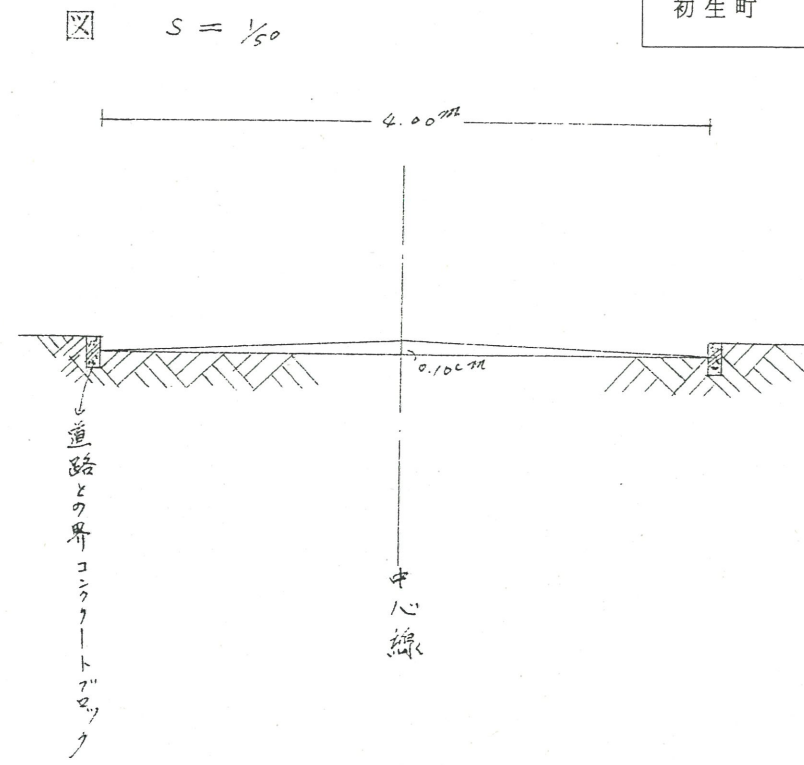 図 S = 1/50
初生町
4.00m
0.10cm
道路との界コンクリートブロック
中心線